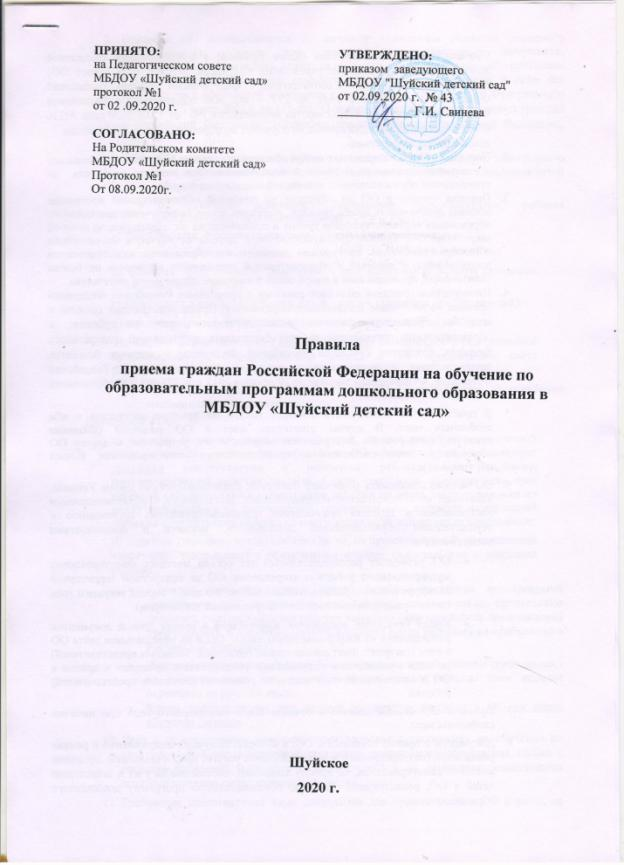 ПРИНЯТО:
на Педагогическом совете
МБДОУ «Шуйский детский сад»
протокол №1
от 02 .09.2020 г.
СОГЛАСОВАНО:
На Родительском комитете
МБДОУ «Шуйский детский сад»
Протокол №1
От 08.09.2020г.
УТВЕРЖДЕНО:
приказом заведующего
МБДОУ "Шуйский детский сад"
от 02.09.2020 г. № 43
____________ Г.И. Свинева
Правила
приема граждан Российской Федерации на обучение по
образовательным программам дошкольного образования в
МБДОУ «Шуйский детский сад»
Шуйское
2020 г.